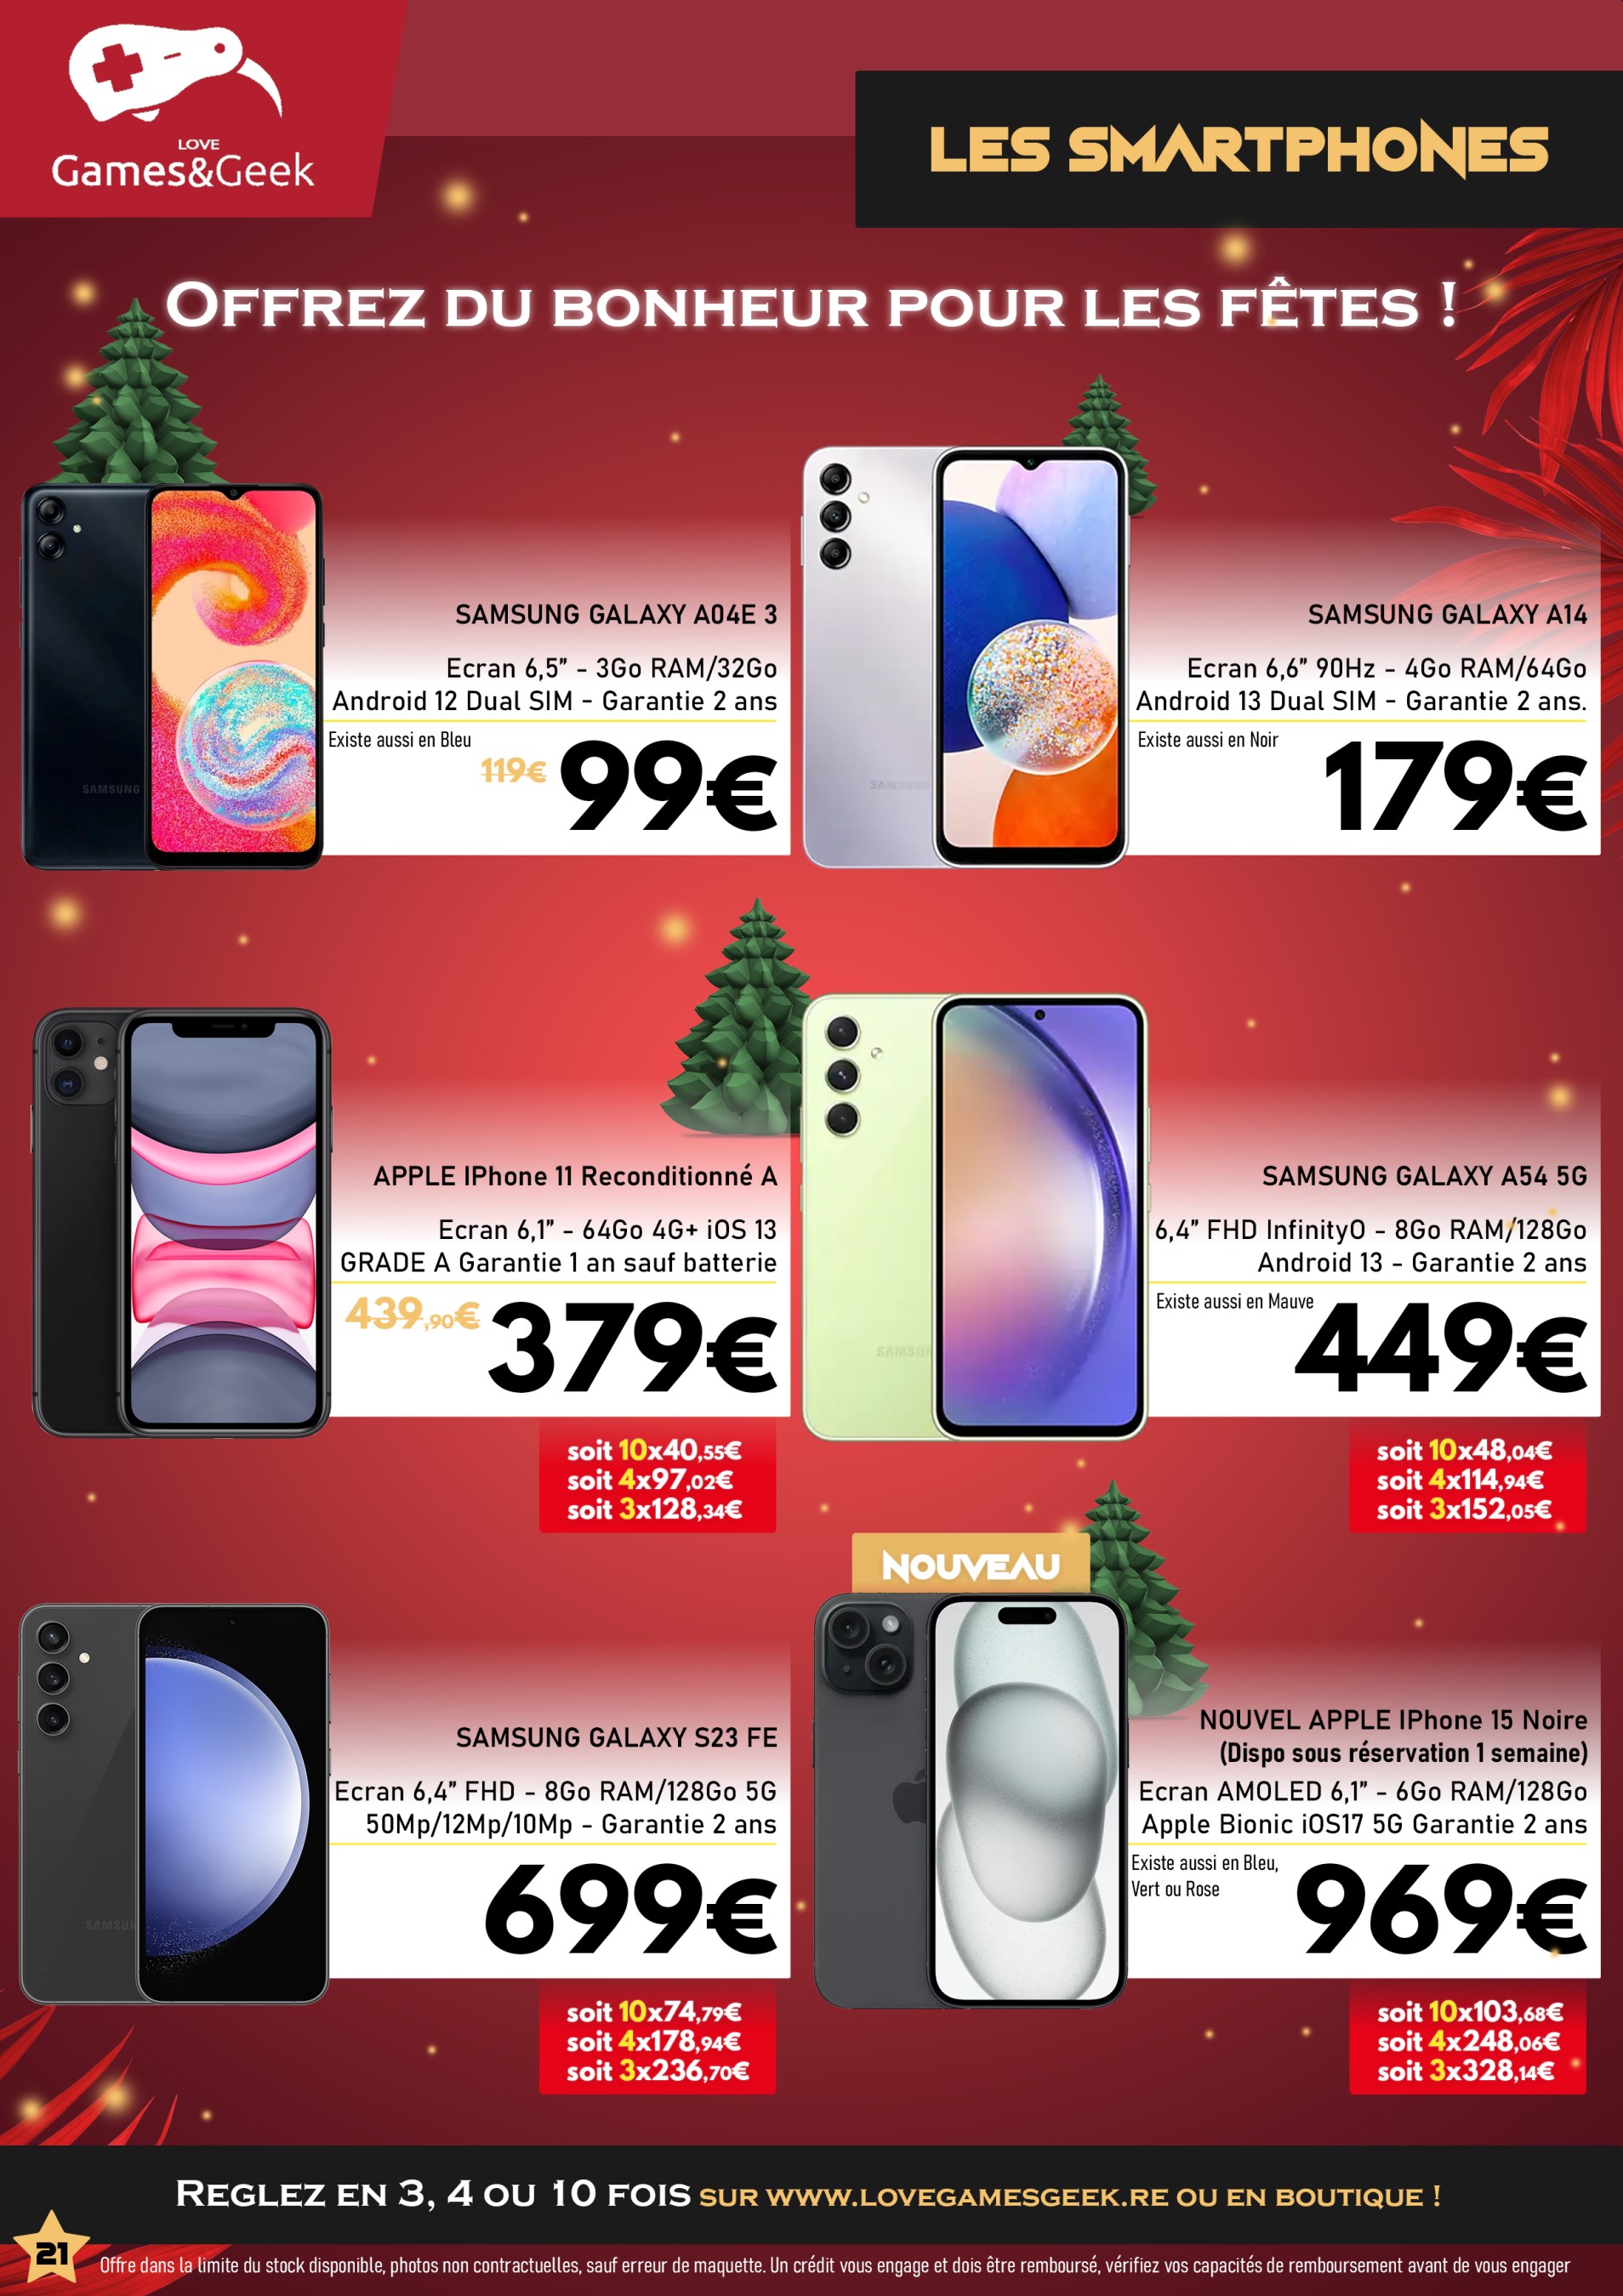 LOVE
Games&Geek
LES SMARTPHONES
OFFREZ DU BONHEUR POUR LES FÊTES !
SAMSUNG GALAXY A04E 3
Ecran 6,5” - 3Go RAM/32Go
Android 12 Dual SIM - Garantie 2 ans
Existe aussi en Bleu
119€ 99€
SAMSUNG
SAMSUNG GALAXY A14
Ecran 6,6” 90Hz - 4Go RAM/64Go
Android 13 Dual SIM - Garantie 2 ans.
Existe aussi en Noir
179€
APPLE IPhone 11 Reconditionné A
Ecran 6,1” - 64Go 4G+ iOS 13
GRADE A Garantie 1 an sauf batterie
439,90€ 379€
soit 10x40,55€
soit 4x97,02€
soit 3x128,34€
SAMSUNG GALAXY A54 5G
6,4” FHD InfinityO - 8Go RAM/128Go
Android 13 - Garantie 2 ans
Existe aussi en Mauve
449€
soit 10x48,04€
soit 4x114,94€
soit 3x152,05€
SAMSUNG GALAXY S23 FE
Ecran 6,4” FHD - 8Go RAM/128Go 5G
50Mp/12Mp/10Mp - Garantie 2 ans
699€
soit 10x74,79€
soit 4x178,94€
soit 3x236,70€
NOUVEAU
NOUVEL APPLE IPhone 15 Noire
(Dispo sous réservation 1 semaine)
Ecran AMOLED 6,1” - 6Go RAM/128Go
Apple Bionic iOS17 5G Garantie 2 ans
Existe aussi en Bleu,
Vert ou Rose
969€
soit 10x103,68€
soit 4x248,06€
soit 3x328,14€
REGLEZ EN 3, 4 OU 10 FOIS SUR WWW.LOVEGAMESGEEK.RE OU EN BOUTIQUE !
21
Offre dans la limite du stock disponible, photos non contractuelles, sauf erreur de maquette. Un crédit vous engage et dois être remboursé, vérifiez vos capacités de remboursement avant de vous engager